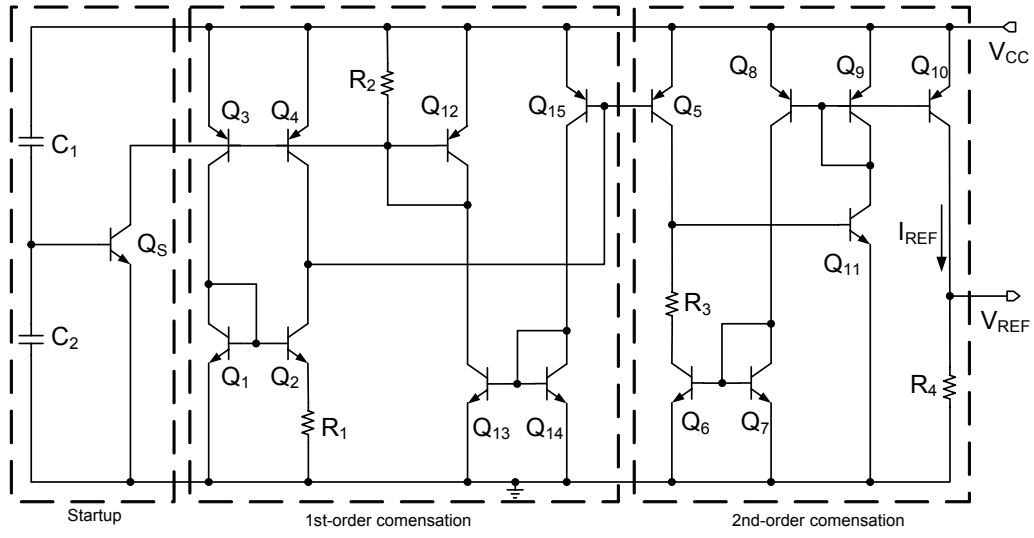 V_CC
R_2
Q_8
Q_9
Q_10
Q_3
Q_4
Q_12
Q_15
Q_5
C_1
Q_S
I_REF
Q_11
R_3
V_REF
C_2
Q_1
Q_2
R_1
Q_13
Q_14
Q_6
Q_7
R_4
Startup
1st-order comensation
2nd-order comensation